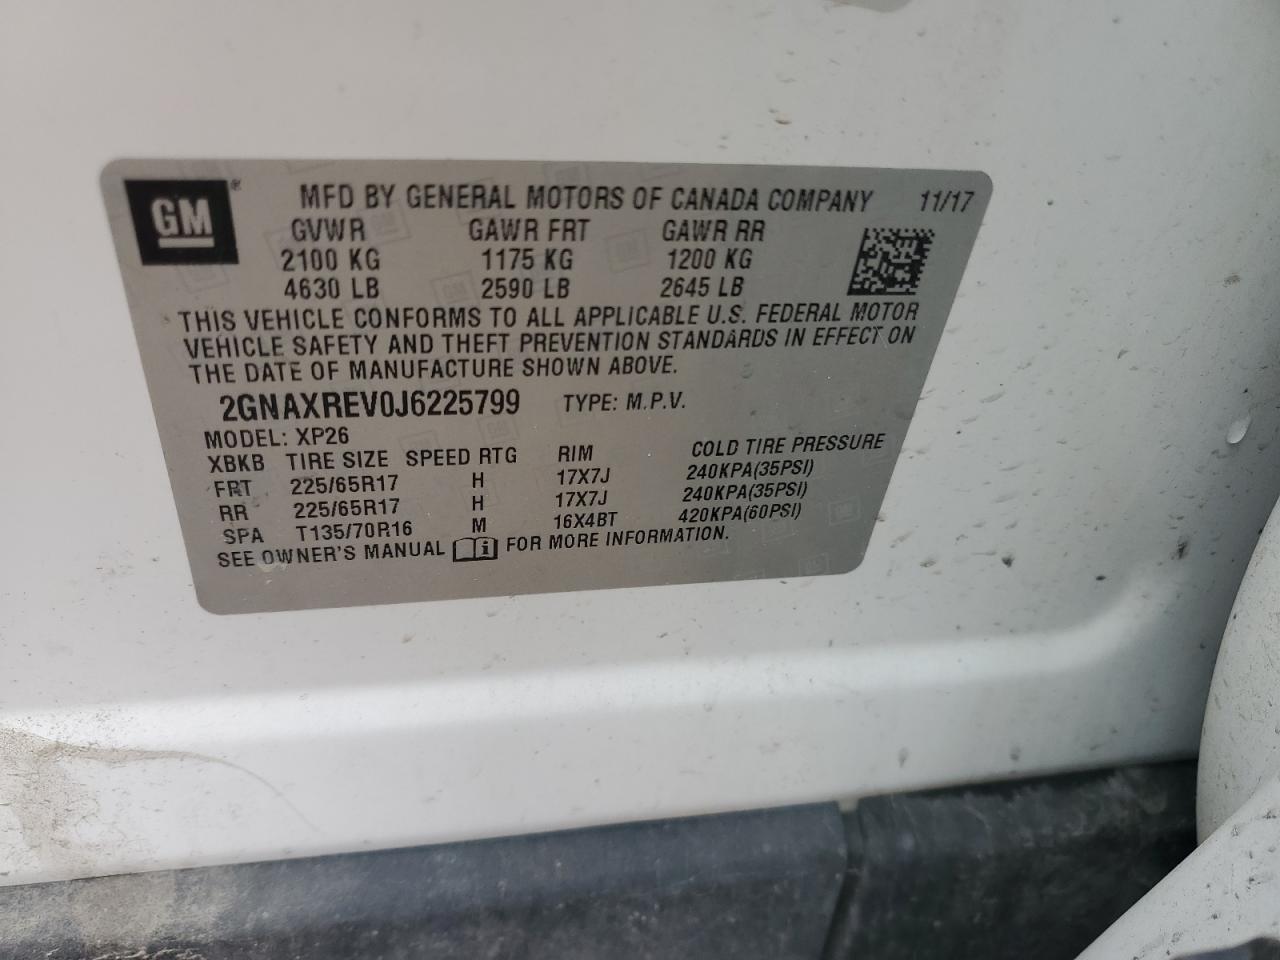 GM® MFD BY GENERAL MOTORS OF CANADA COMPANY 11/17
GVWR GAWR FRT GAWR RR
2100 KG 1175 KG 1200 KG
4630 LB 2590 LB 2645 LB
THIS VEHICLE CONFORMS TO ALL APPLICABLE U.S. FEDERAL MOTOR
VEHICLE SAFETY AND THEFT PREVENTION STANDARDS IN EFFECT ON
THE DATE OF MANUFACTURE SHOWN ABOVE.
2GNAXREV0J6225799 TYPE: M.P.V.
MODEL: XP26
XBKB TIRE SIZE SPEED RTG RIM COLD TIRE PRESSURE
FRT 225/65R17 H 17X7J 240KPA(35PSI)
RR 225/65R17 H 17X7J 240KPA(35PSI)
SPA T135/70R16 M 16X4BT 420KPA(60PSI)
SEE OWNER'S MANUAL FOR MORE INFORMATION.